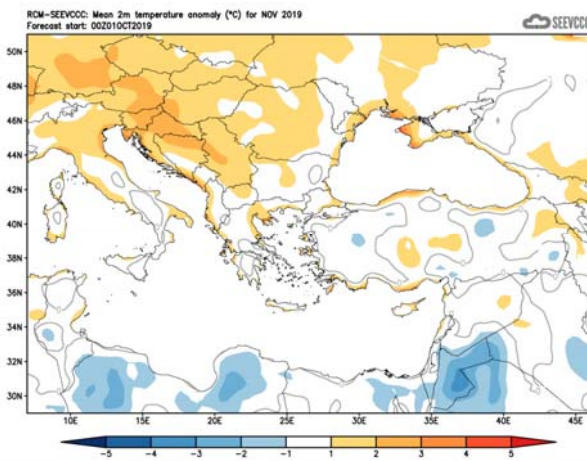 RCM-SEEVCCC: Mean 2m temperature anomaly (°C) for NOV 2019
Forecast start: 00Z01OCT2019
SEEVCCC
50N
48N
46N
44N
42N
40N
38N
36N
34N
32N
30N
10E 15E 20E 25E 30E 35E 40E 45E
-5 -4 -3 -2 -1 1 2 3 4 5